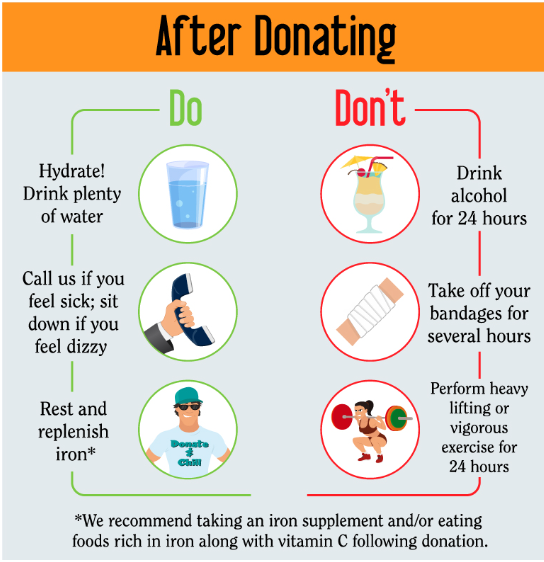 After Donating
Do
Hydrate!
Drink plenty
of water
Call us if you
feel sick; sit
down if you
feel dizzy
Rest and
replenish
iron*
Donate
&
Chill
Don't
Drink
alcohol
for 24 hours
Take off your
bandages for
several hours
Perform heavy
lifting or
vigorous
exercise for
24 hours
*We recommend taking an iron supplement and/or eating
foods rich in iron along with vitamin C following donation.